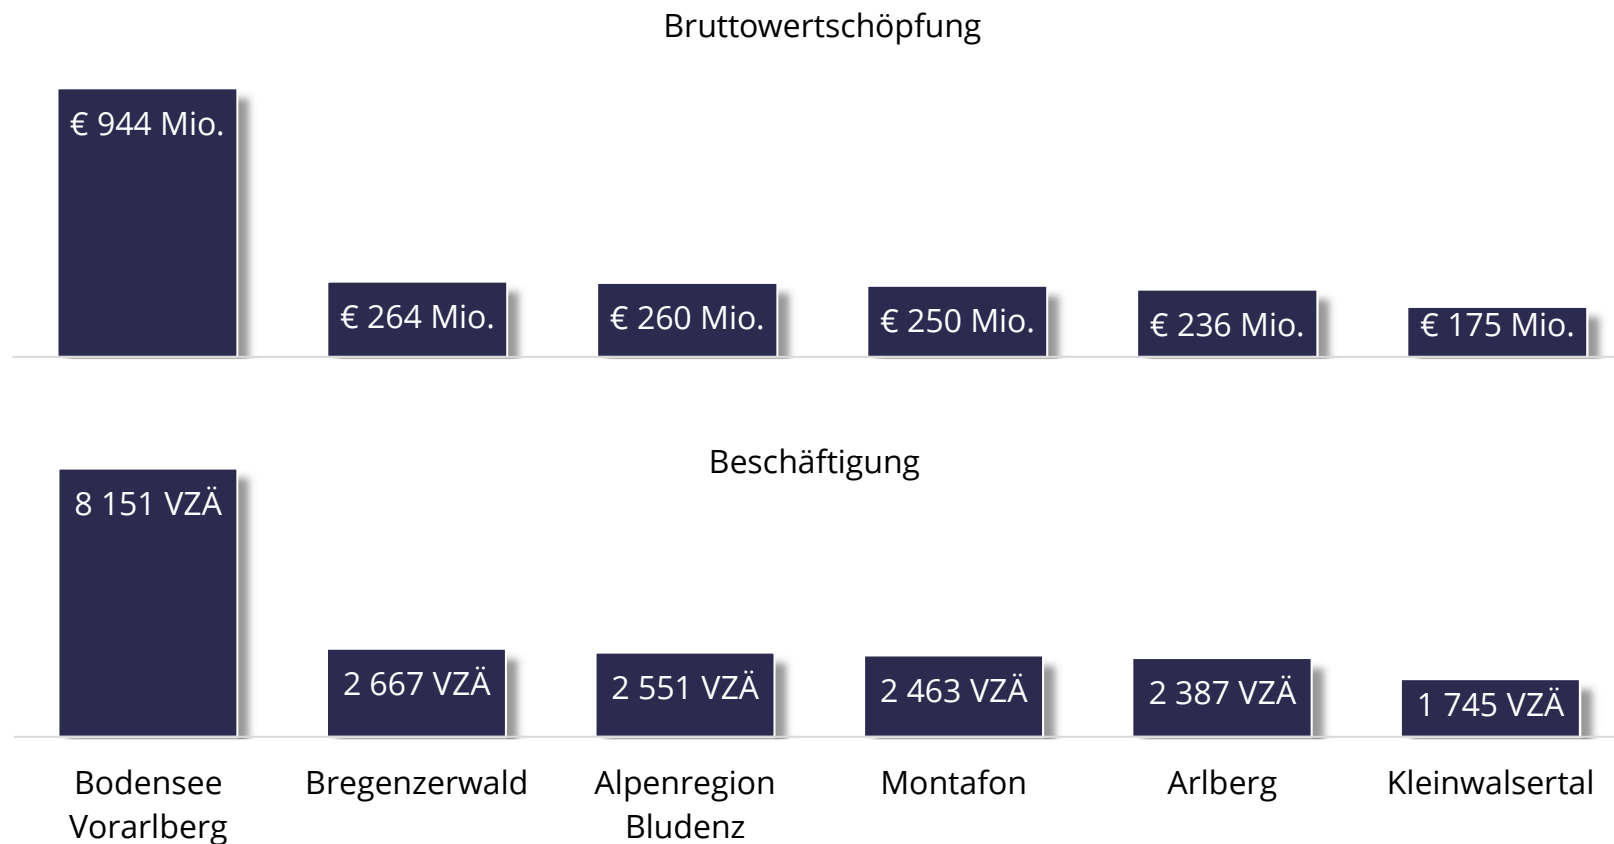 Bruttowertschöpfung
€ 944 Mio.
€ 264 Mio.
€ 260 Mio.
€ 250 Mio.
€ 236 Mio.
€ 175 Mio.
Beschäftigung
8 151 VZÄ
2 667 VZÄ
2 551 VZÄ
2 463 VZÄ
2 387 VZÄ
1 745 VZÄ
Bodensee
Vorarlberg
Bregenzerwald
Alpenregion
Bludenz
Montafon
Arlberg
Kleinwalsertal